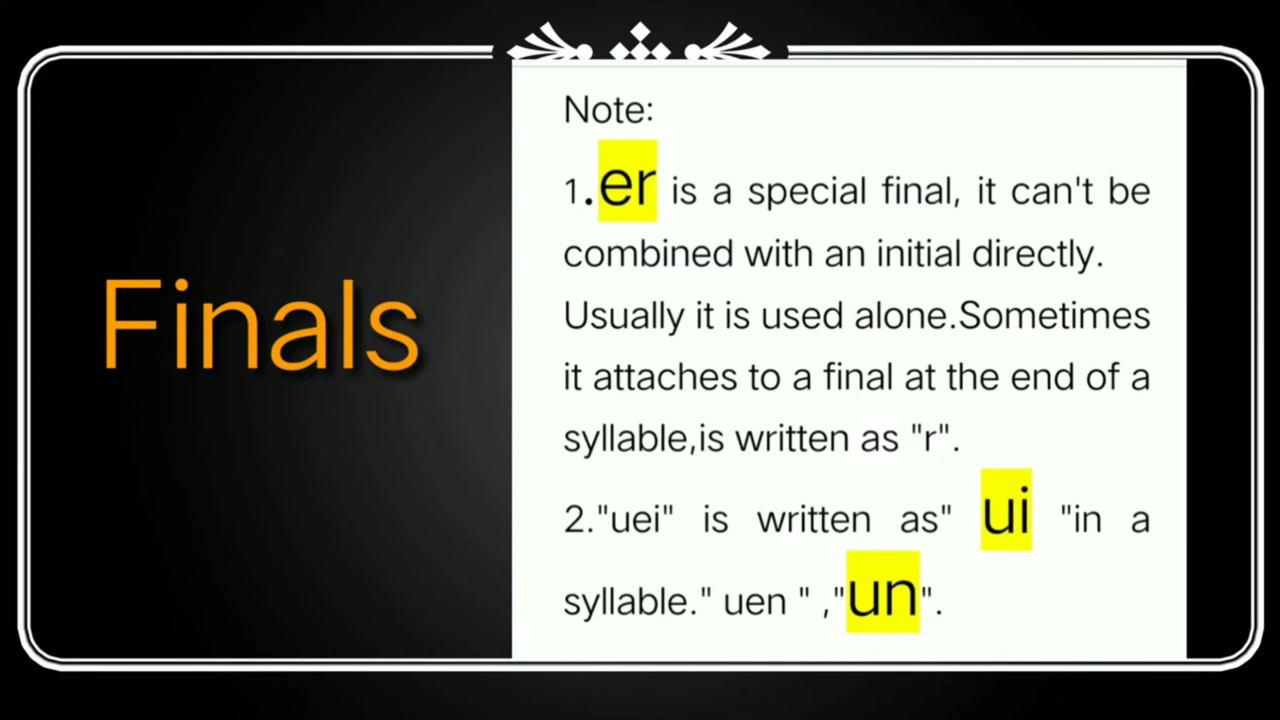 Finals
Note:
1.er is a special final, it can't be
combined with an initial directly.
Usually it is used alone.Sometimes
it attaches to a final at the end of a
syllable,is written as "r".
2."uei" is written as" ui "in a
syllable." uen " ,"un".